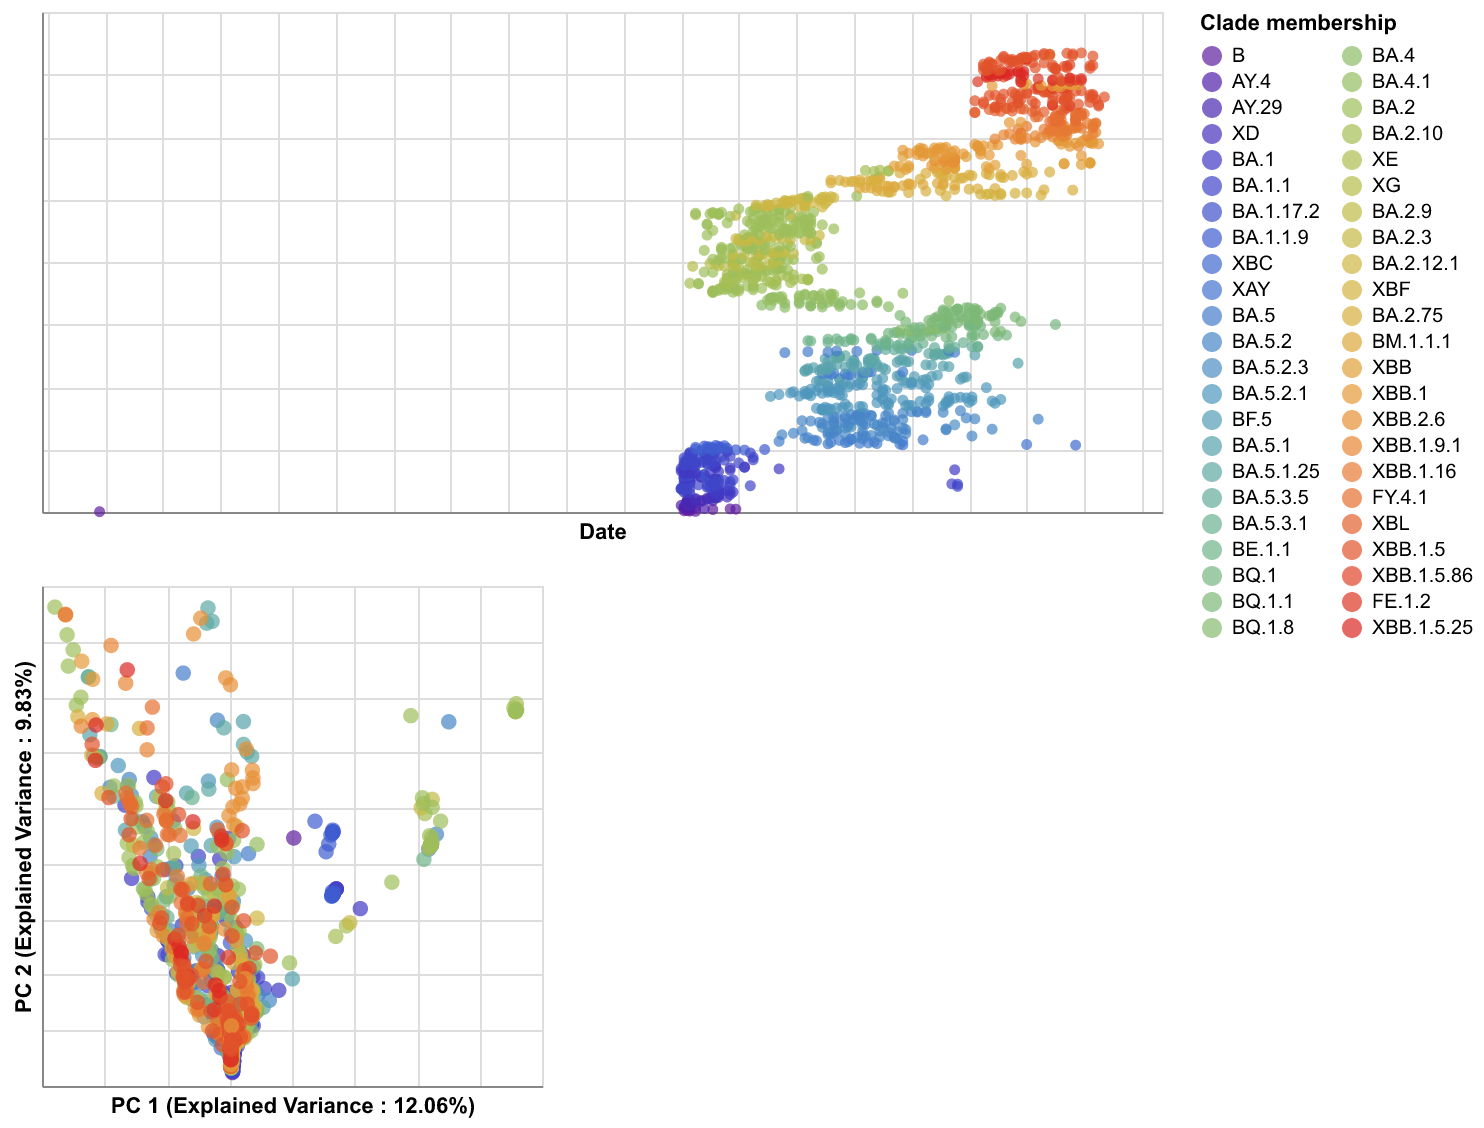 Clade membership
B
AY.4
AY.29
XD
BA.1
BA.1.1
BA.1.17.2
BA.1.1.9
XBC
XAY
BA.5
BA.5.2
BA.5.2.3
BA.5.2.1
BF.5
BA.5.1
BA.5.1.25
BA.5.3.5
BA.5.3.1
BE.1.1
BQ.1
BQ.1.1
BQ.1.8
BA.4
BA.4.1
BA.2
BA.2.10
XE
XG
BA.2.9
BA.2.3
BA.2.12.1
XBF
BA.2.75
BM.1.1.1
XBB
XBB.1
XBB.2.6
XBB.1.9.1
XBB.1.16
FY.4.1
XBL
XBB.1.5
XBB.1.5.86
FE.1.2
XBB.1.5.25
Date
PC 2 (Explained Variance : 9.83%)
PC 1 (Explained Variance : 12.06%)